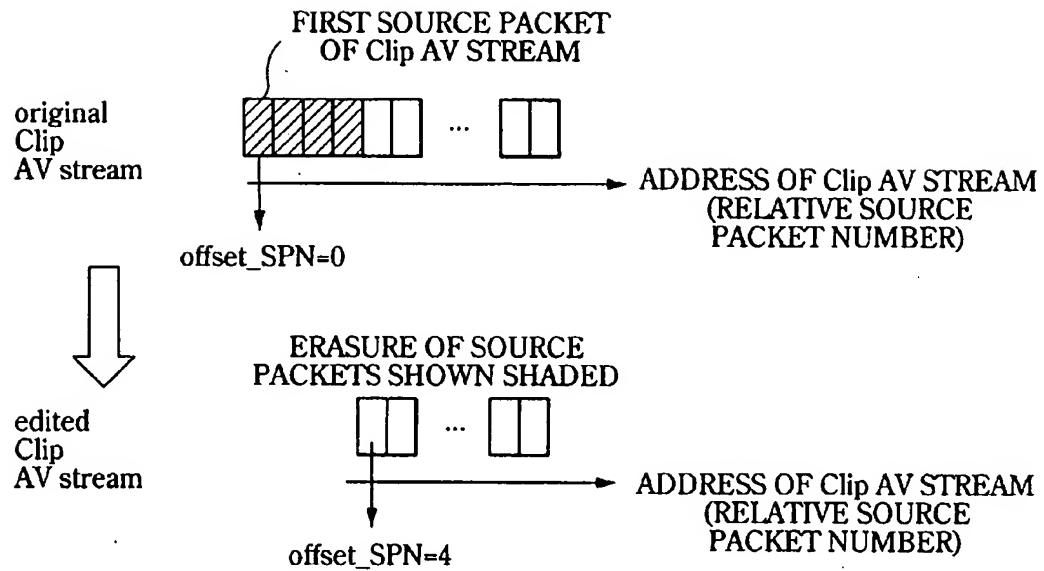 FIRST SOURCE PACKET
OF Clip AV STREAM
original
Clip
AV stream
...
ADDRESS OF Clip AV STREAM
(RELATIVE SOURCE
PACKET NUMBER)
offset_SPN=0
ERASURE OF SOURCE
PACKETS SHOWN SHADED
edited
Clip
AV stream
...
ADDRESS OF Clip AV STREAM
(RELATIVE SOURCE
PACKET NUMBER)
offset_SPN=4